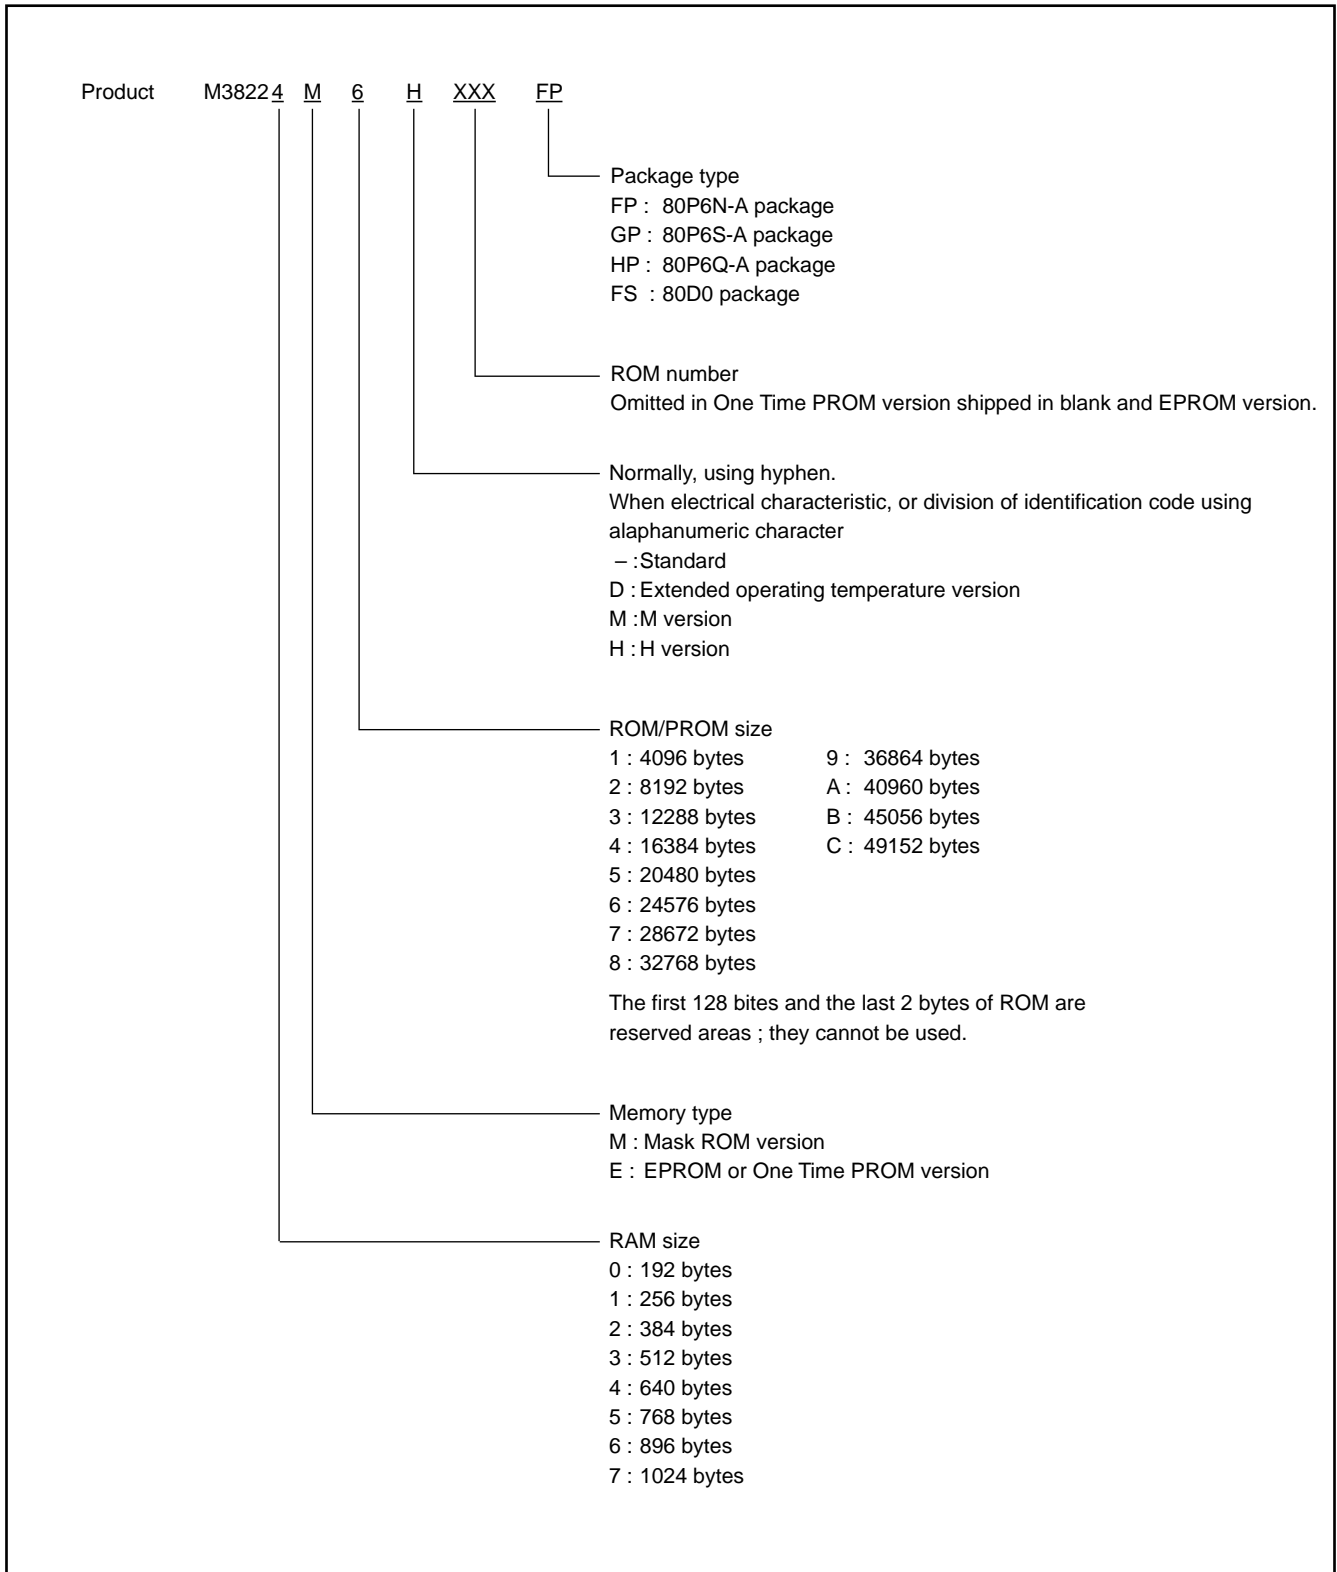 Product M38224 M 6 H XXX FP
Package type
FP : 80P6N-A package
GP : 80P6S-A package
HP : 80P6Q-A package
FS : 80D0 package
ROM number
Omitted in One Time PROM version shipped in blank and EPROM version.
Normally, using hyphen.
When electrical characteristic, or division of identification code using
alaphanumeric character
– :Standard
D : Extended operating temperature version
M :M version
H : H version
ROM/PROM size
1 : 4096 bytes 9 : 36864 bytes
2 : 8192 bytes A : 40960 bytes
3 : 12288 bytes B : 45056 bytes
4 : 16384 bytes C : 49152 bytes
5 : 20480 bytes
6 : 24576 bytes
7 : 28672 bytes
8 : 32768 bytes
The first 128 bites and the last 2 bytes of ROM are
reserved areas ; they cannot be used.
Memory type
M : Mask ROM version
E : EPROM or One Time PROM version
RAM size
0 : 192 bytes
1 : 256 bytes
2 : 384 bytes
3 : 512 bytes
4 : 640 bytes
5 : 768 bytes
6 : 896 bytes
7 : 1024 bytes